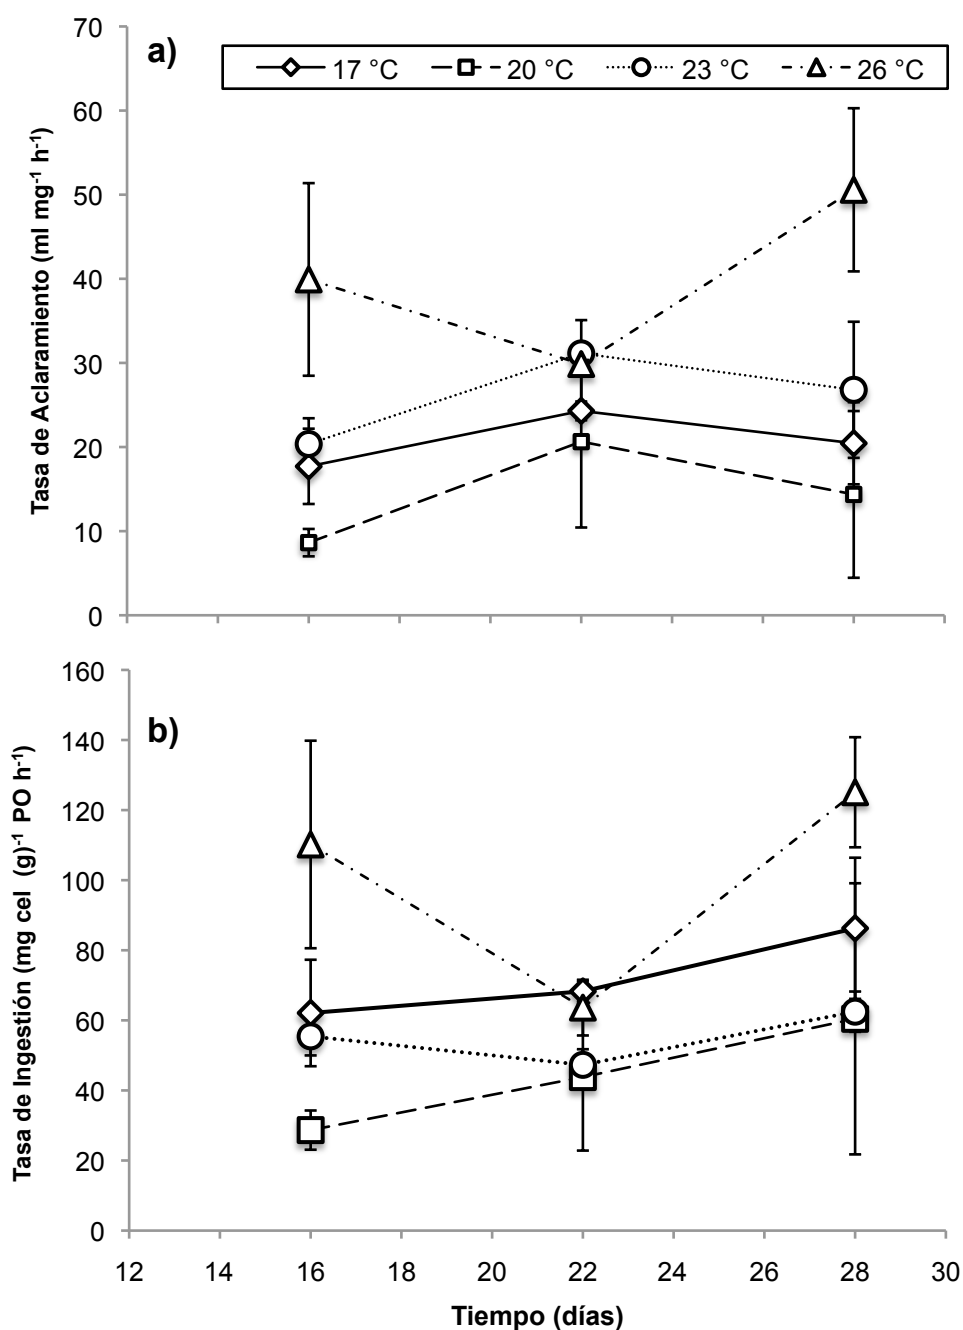 a)
17 °C 20 °C 23 °C 26 °C
70
60
50
40
30
20
10
0
Tasa de Aclaramiento (ml mg⁻¹ h⁻¹)
b)
160
140
120
100
80
60
40
20
0
Tasa de Ingestión (mg cel (g)⁻¹ PO h⁻¹)
12 14 16 18 20 22 24 26 28 30
Tiempo (días)